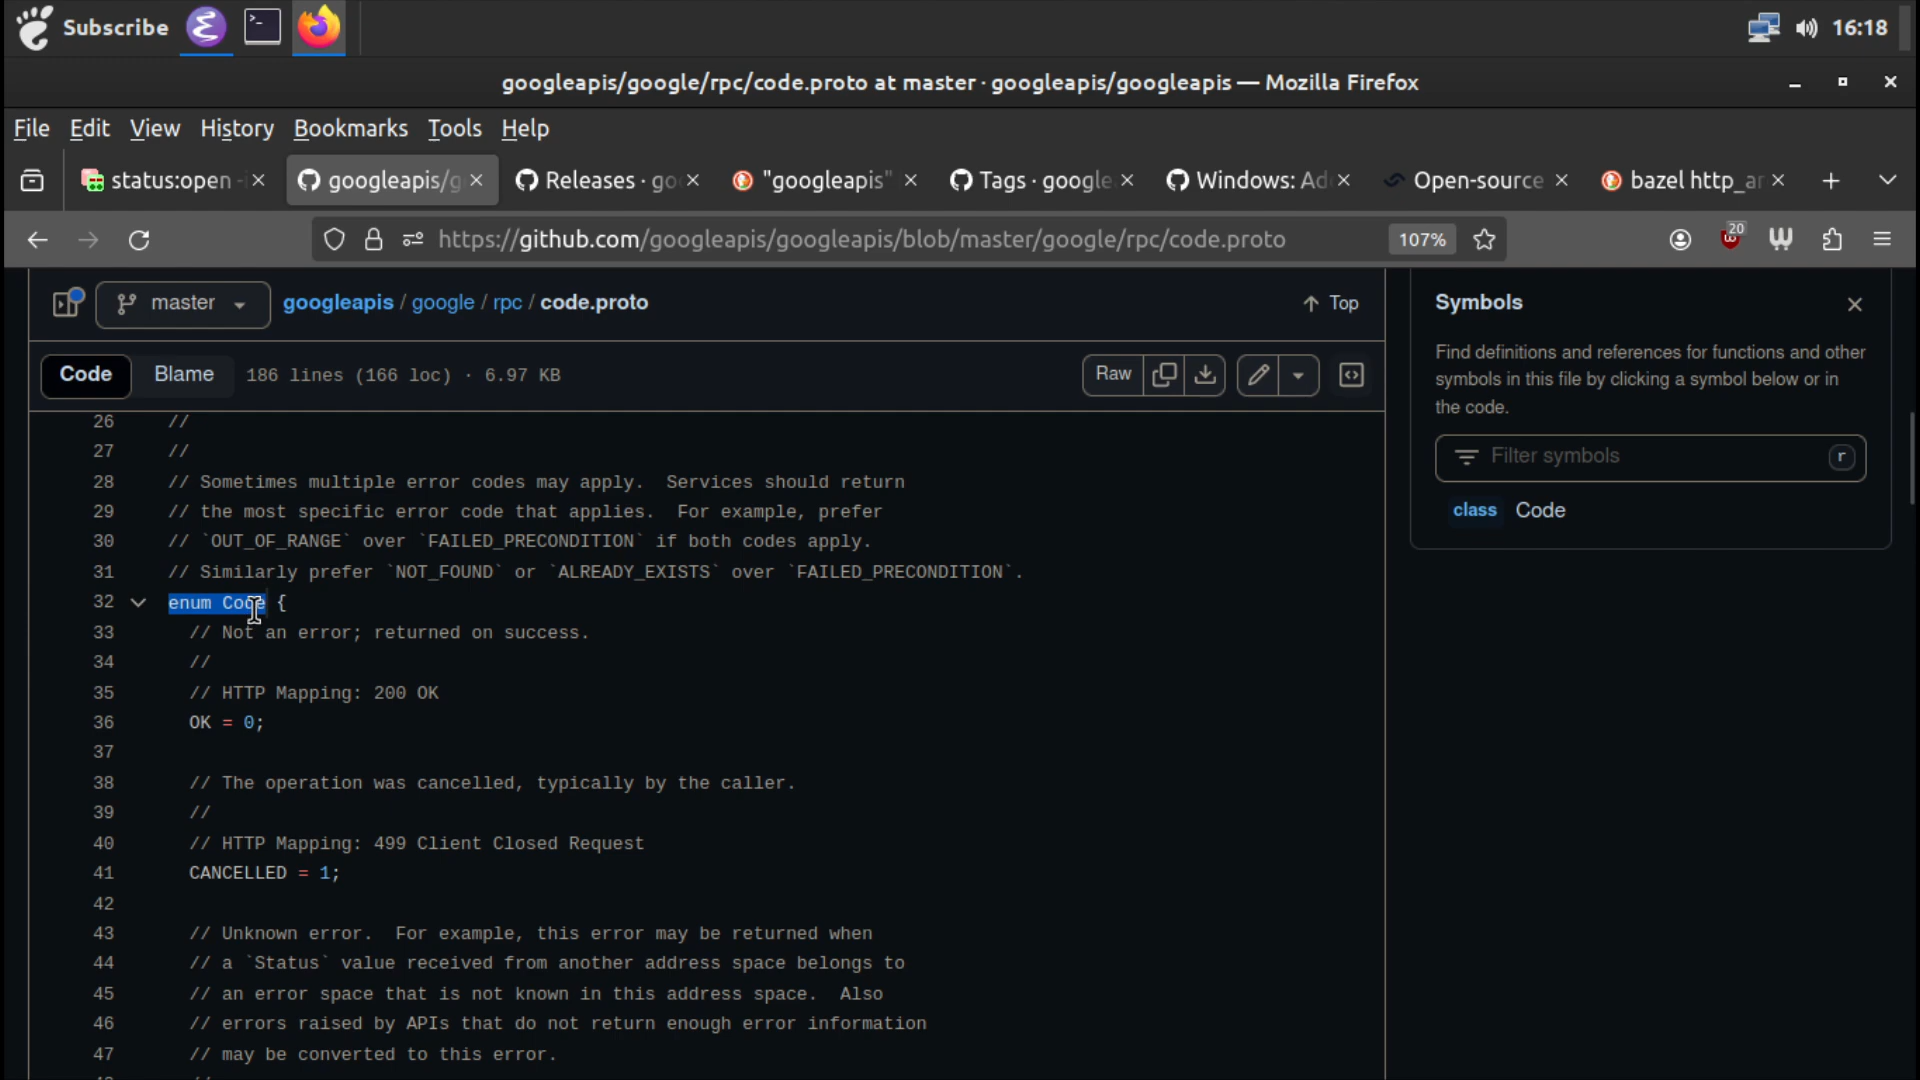 Subscribe
16:18
googleapis/google/rpc/code.proto at master · googleapis/googleapis — Mozilla Firefox
File Edit View History Bookmarks Tools Help
status:open -i
googleapis/g
Releases · goo
"googleapis"
Tags · google
Windows: Ad
Open-source
bazel http_ar
https://github.com/googleapis/googleapis/blob/master/google/rpc/code.proto
107%
20
master
googleapis / google / rpc / code.proto
Top
Code Blame 186 lines (166 loc) · 6.97 KB
Raw
26 //
27 //
28 // Sometimes multiple error codes may apply.  Services should return
29 // the most specific error code that applies.  For example, prefer
30 // `OUT_OF_RANGE` over `FAILED_PRECONDITION` if both codes apply.
31 // Similarly prefer `NOT_FOUND` or `ALREADY_EXISTS` over `FAILED_PRECONDITION`.
32 enum Code {
33 // Not an error; returned on success.
34 //
35 // HTTP Mapping: 200 OK
36 OK = 0;
37
38 // The operation was cancelled, typically by the caller.
39 //
40 // HTTP Mapping: 499 Client Closed Request
41 CANCELLED = 1;
42
43 // Unknown error.  For example, this error may be returned when
44 // a `Status` value received from another address space belongs to
45 // an error space that is not known in this address space.  Also
46 // errors raised by APIs that do not return enough error information
47 // may be converted to this error.
Symbols
Find definitions and references for functions and other
symbols in this file by clicking a symbol below or in
the code.
Filter symbols
r
class Code